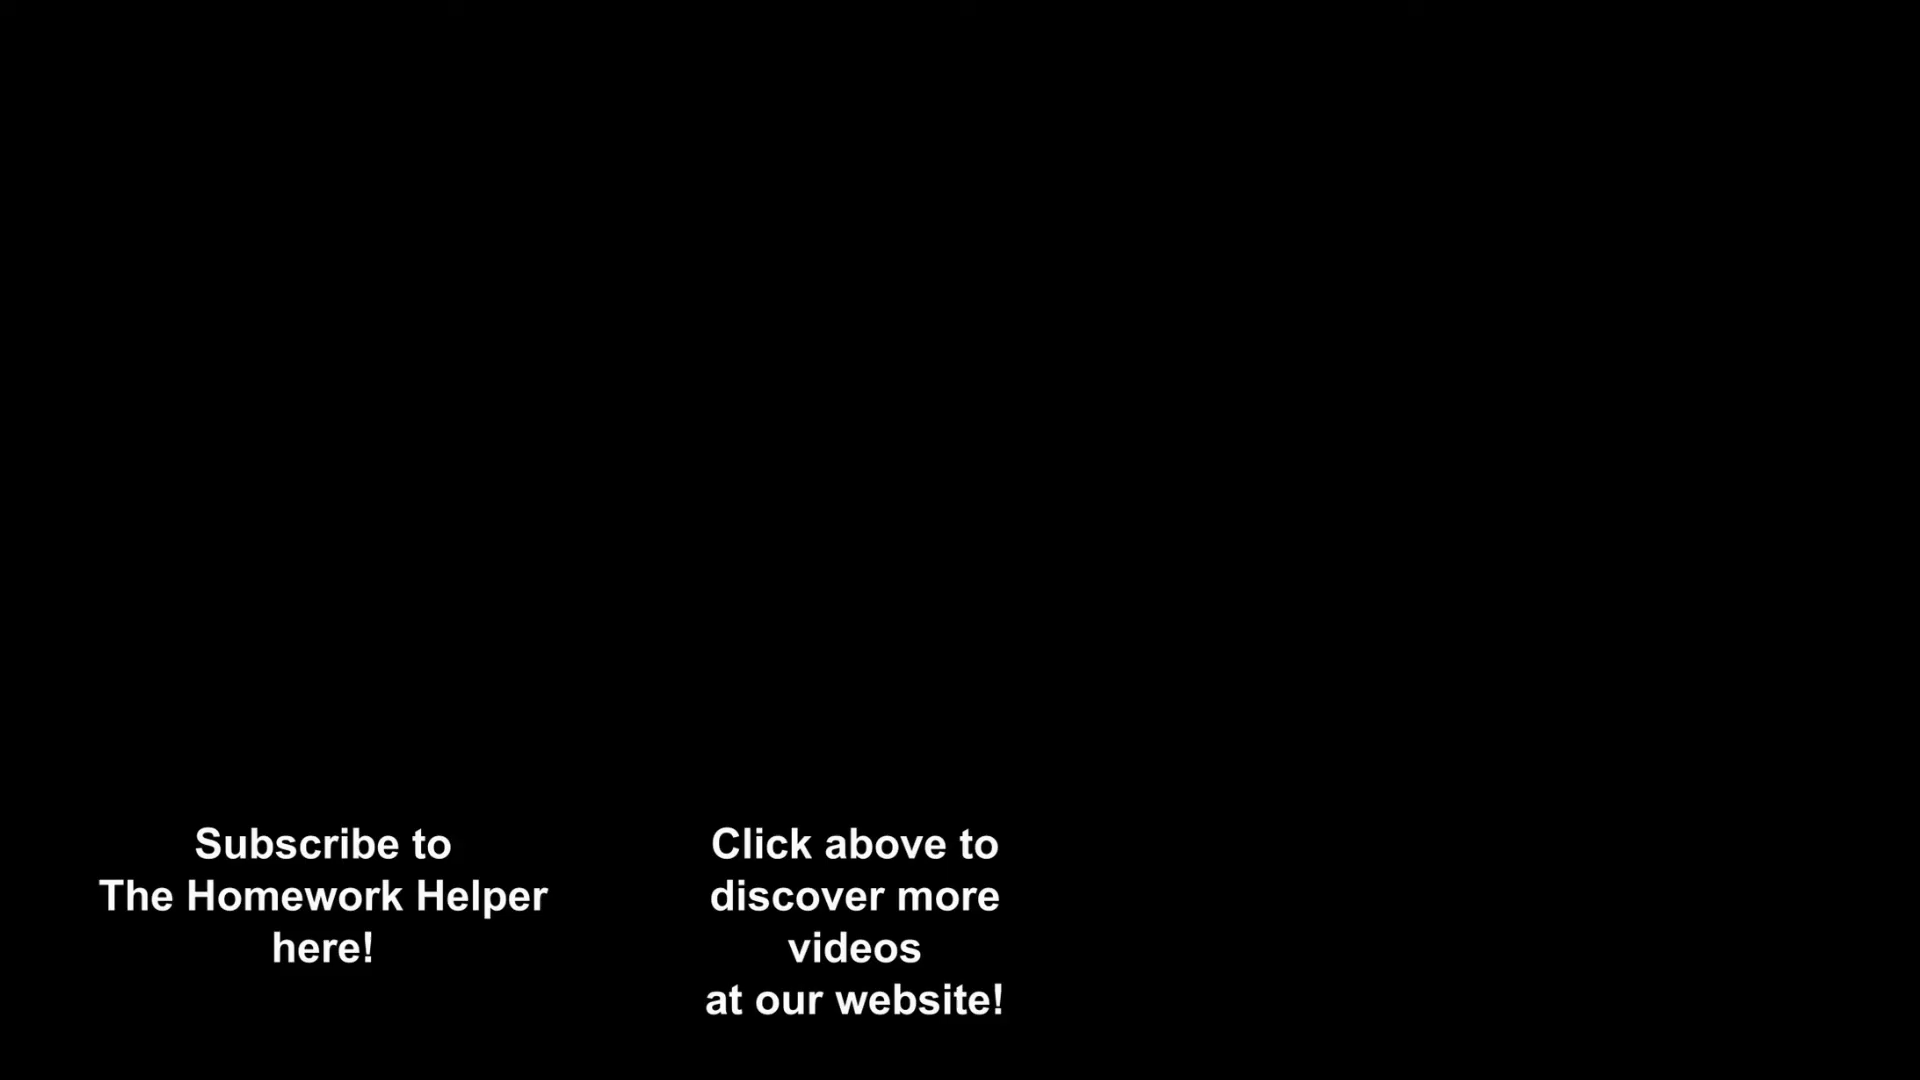 Subscribe to
The Homework Helper
here!
Click above to
discover more
videos
at our website!